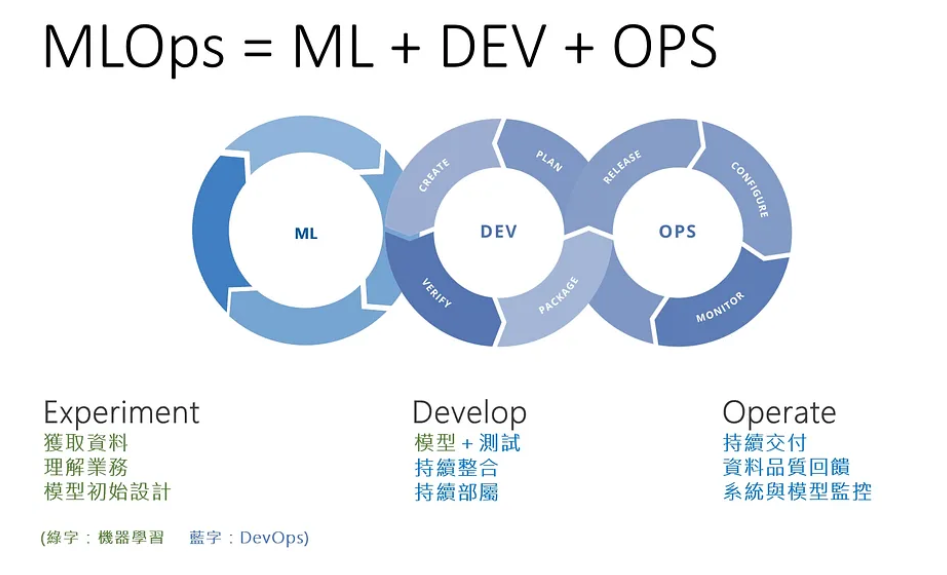 MLOps = ML + DEV + OPS
ML
DEV
OPS
CREATE
PLAN
VERIFY
PACKAGE
RELEASE
CONFIGURE
MONITOR
Experiment
獲取資料
理解業務
模型初始設計
Develop
模型 + 測試
持續整合
持續部屬
Operate
持續交付
資料品質回饋
系統與模型監控
(綠字：機器學習 藍字：DevOps)